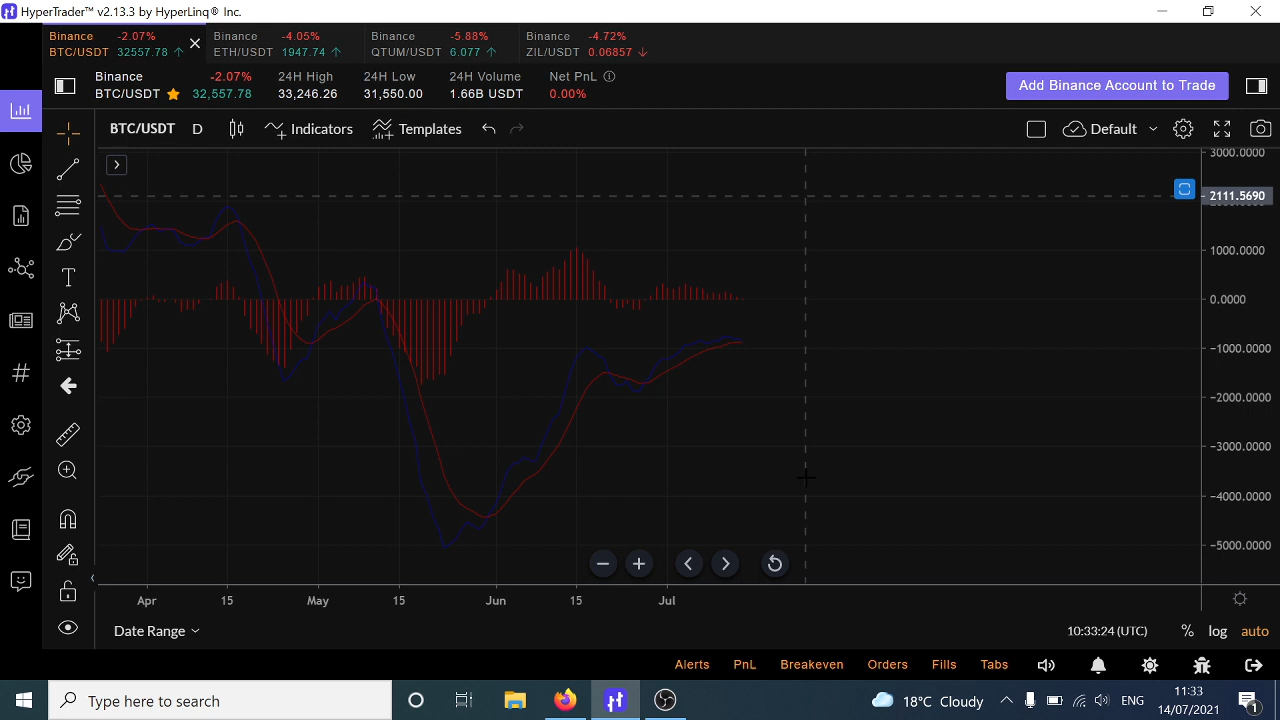 HyperTrader™ v2.13.3 by HyperLinq® Inc.
Binance -2.07%
BTC/USDT 32557.78 ↑
Binance -4.05%
ETH/USDT 1947.74 ↑
Binance -5.88%
QTUM/USDT 6.077 ↑
Binance -4.72%
ZIL/USDT 0.06857 ↓
Binance -2.07%
BTC/USDT 32,557.78
24H High
33,246.26
24H Low
31,550.00
24H Volume
1.66B USDT
Net PnL
0.00%
Add Binance Account to Trade
BTC/USDT D Indicators Templates Default
3000.0000
2111.5690
1000.0000
0.0000
−1000.0000
−2000.0000
−3000.0000
−4000.0000
−5000.0000
Apr 15 May 15 Jun 15 Jul
Date Range 10:33:24 (UTC) % log auto
Alerts PnL Breakeven Orders Fills Tabs
Type here to search
18°C Cloudy ENG
11:33
14/07/2021
1